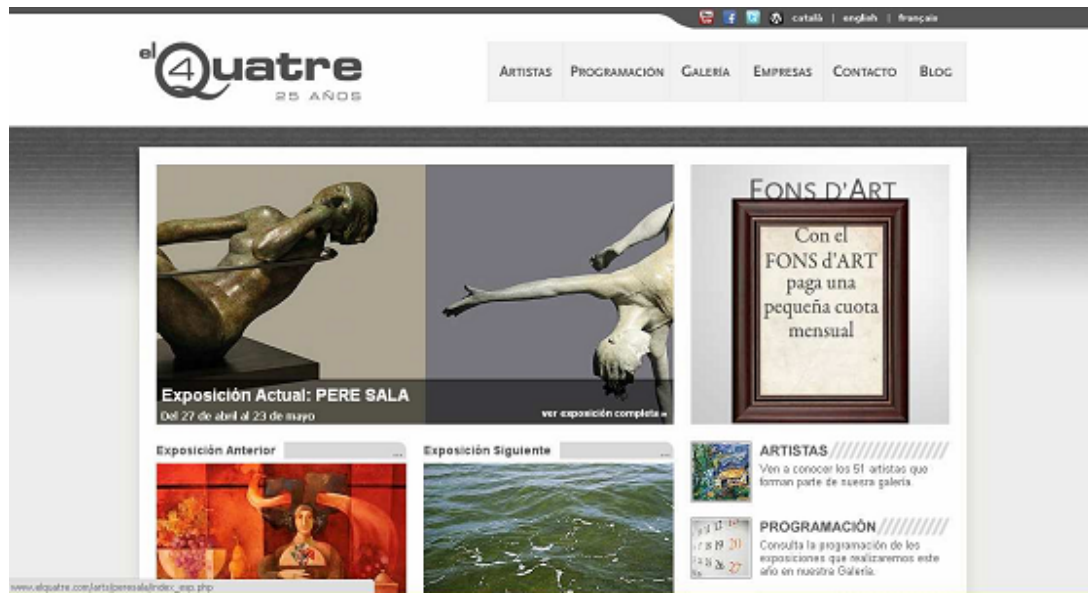 català | english | français
el Quatre
4
25 AÑOS
ARTISTAS PROGRAMACIÓN GALERÍA EMPRESAS CONTACTO BLOG
FONS D'ART
Con el
FONS d'ART
paga una
pequeña cuota
mensual
Exposición Actual: PERE SALA
Del 27 de abril al 23 de mayo
ver exposición completa »
Exposición Anterior ...
Exposición Siguiente ...
ARTISTAS
Ven a conocer los 51 artistas que
forman parte de nuesra galería.
PROGRAMACIÓN
Consulta la programación de les
exposiciones que realizaremos este
año en nuestra Galería.
www.elquatre.com/arts/peresala/index_esp.php